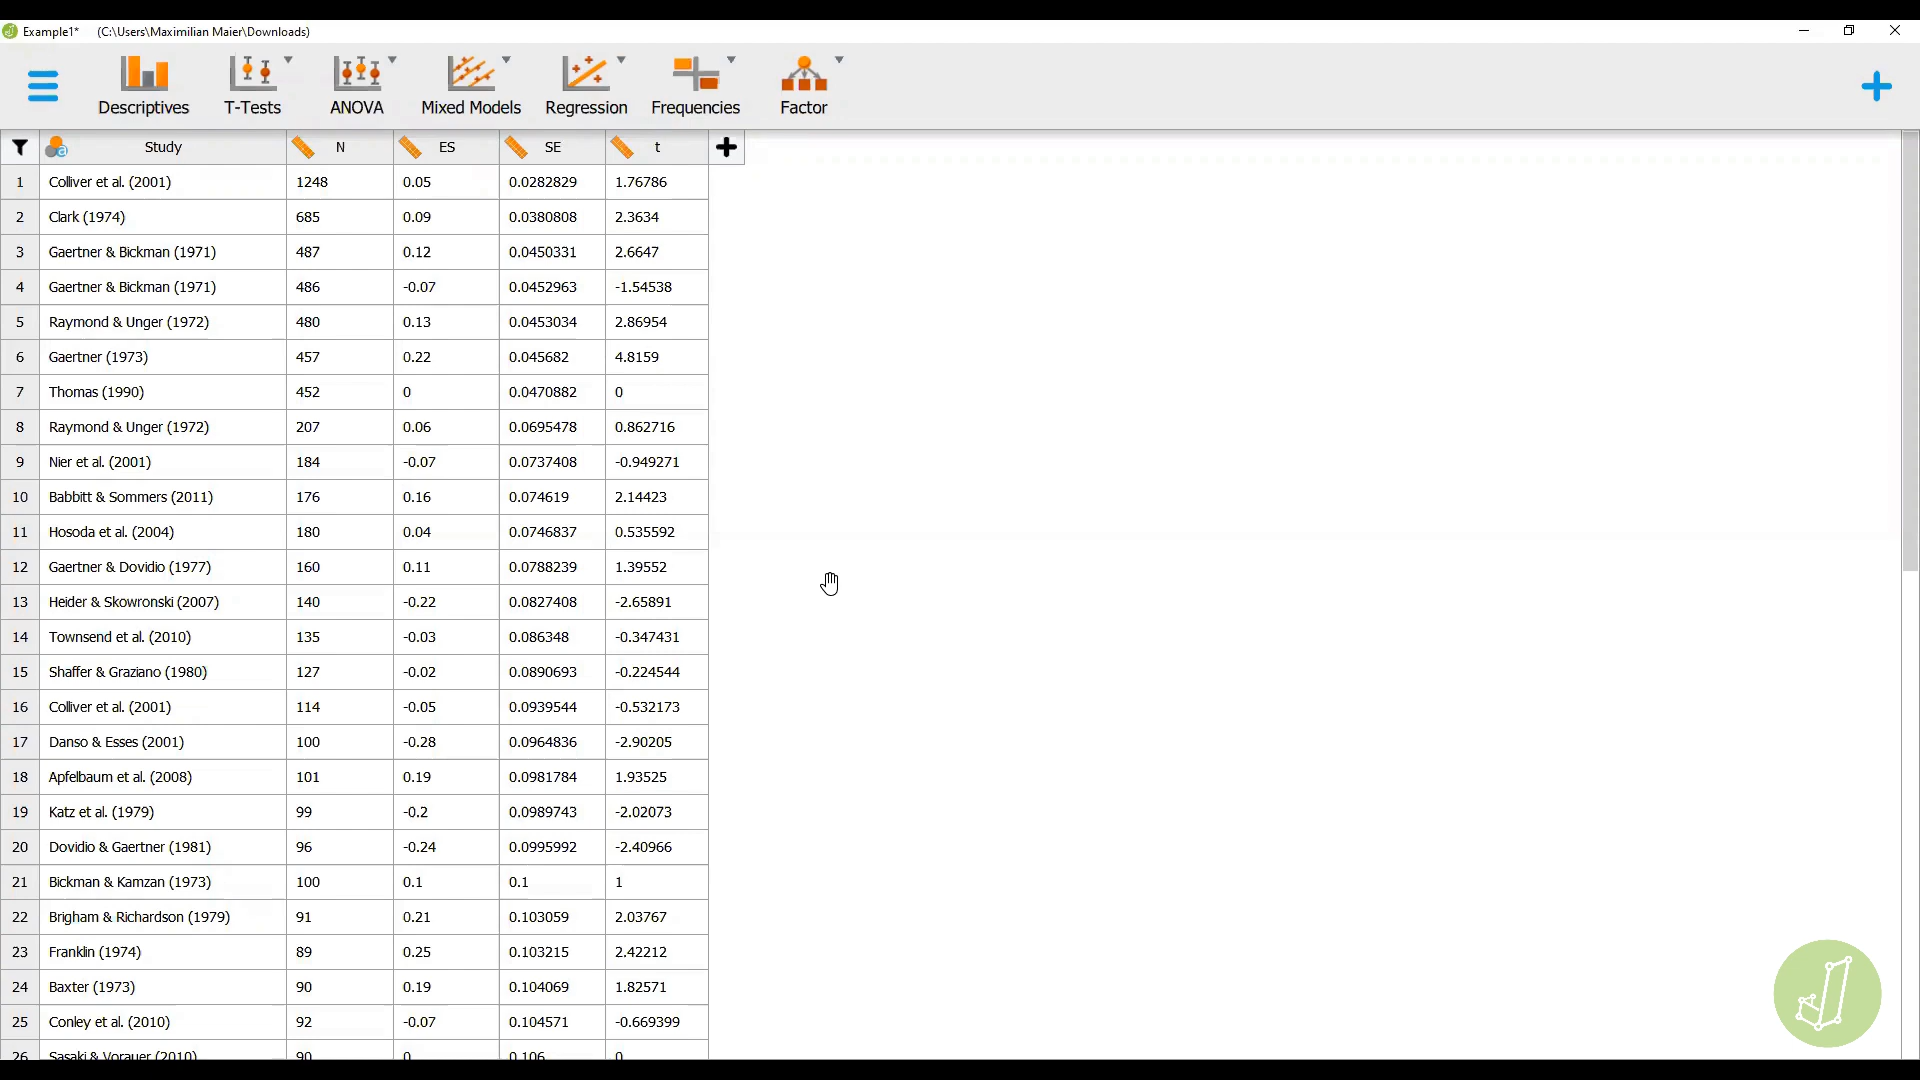 Example1* (C:\Users\Maximilian Maier\Downloads)
Descriptives T-Tests ANOVA Mixed Models Regression Frequencies Factor
Study N ES SE t
1 Colliver et al. (2001) 1248 0.05 0.0282829 1.76786
2 Clark (1974) 685 0.09 0.0380808 2.3634
3 Gaertner & Bickman (1971) 487 0.12 0.0450331 2.6647
4 Gaertner & Bickman (1971) 486 -0.07 0.0452963 -1.54538
5 Raymond & Unger (1972) 480 0.13 0.0453034 2.86954
6 Gaertner (1973) 457 0.22 0.045682 4.8159
7 Thomas (1990) 452 0 0.0470882 0
8 Raymond & Unger (1972) 207 0.06 0.0695478 0.862716
9 Nier et al. (2001) 184 -0.07 0.0737408 -0.949271
10 Babbitt & Sommers (2011) 176 0.16 0.074619 2.14423
11 Hosoda et al. (2004) 180 0.04 0.0746837 0.535592
12 Gaertner & Dovidio (1977) 160 0.11 0.0788239 1.39552
13 Heider & Skowronski (2007) 140 -0.22 0.0827408 -2.65891
14 Townsend et al. (2010) 135 -0.03 0.086348 -0.347431
15 Shaffer & Graziano (1980) 127 -0.02 0.0890693 -0.224544
16 Colliver et al. (2001) 114 -0.05 0.0939544 -0.532173
17 Danso & Esses (2001) 100 -0.28 0.0964836 -2.90205
18 Apfelbaum et al. (2008) 101 0.19 0.0981784 1.93525
19 Katz et al. (1979) 99 -0.2 0.0989743 -2.02073
20 Dovidio & Gaertner (1981) 96 -0.24 0.0995992 -2.40966
21 Bickman & Kamzan (1973) 100 0.1 0.1 1
22 Brigham & Richardson (1979) 91 0.21 0.103059 2.03767
23 Franklin (1974) 89 0.25 0.103215 2.42212
24 Baxter (1973) 90 0.19 0.104069 1.82571
25 Conley et al. (2010) 92 -0.07 0.104571 -0.669399
26 Sasaki & Vorauer (2010) 90 0 0.106 0